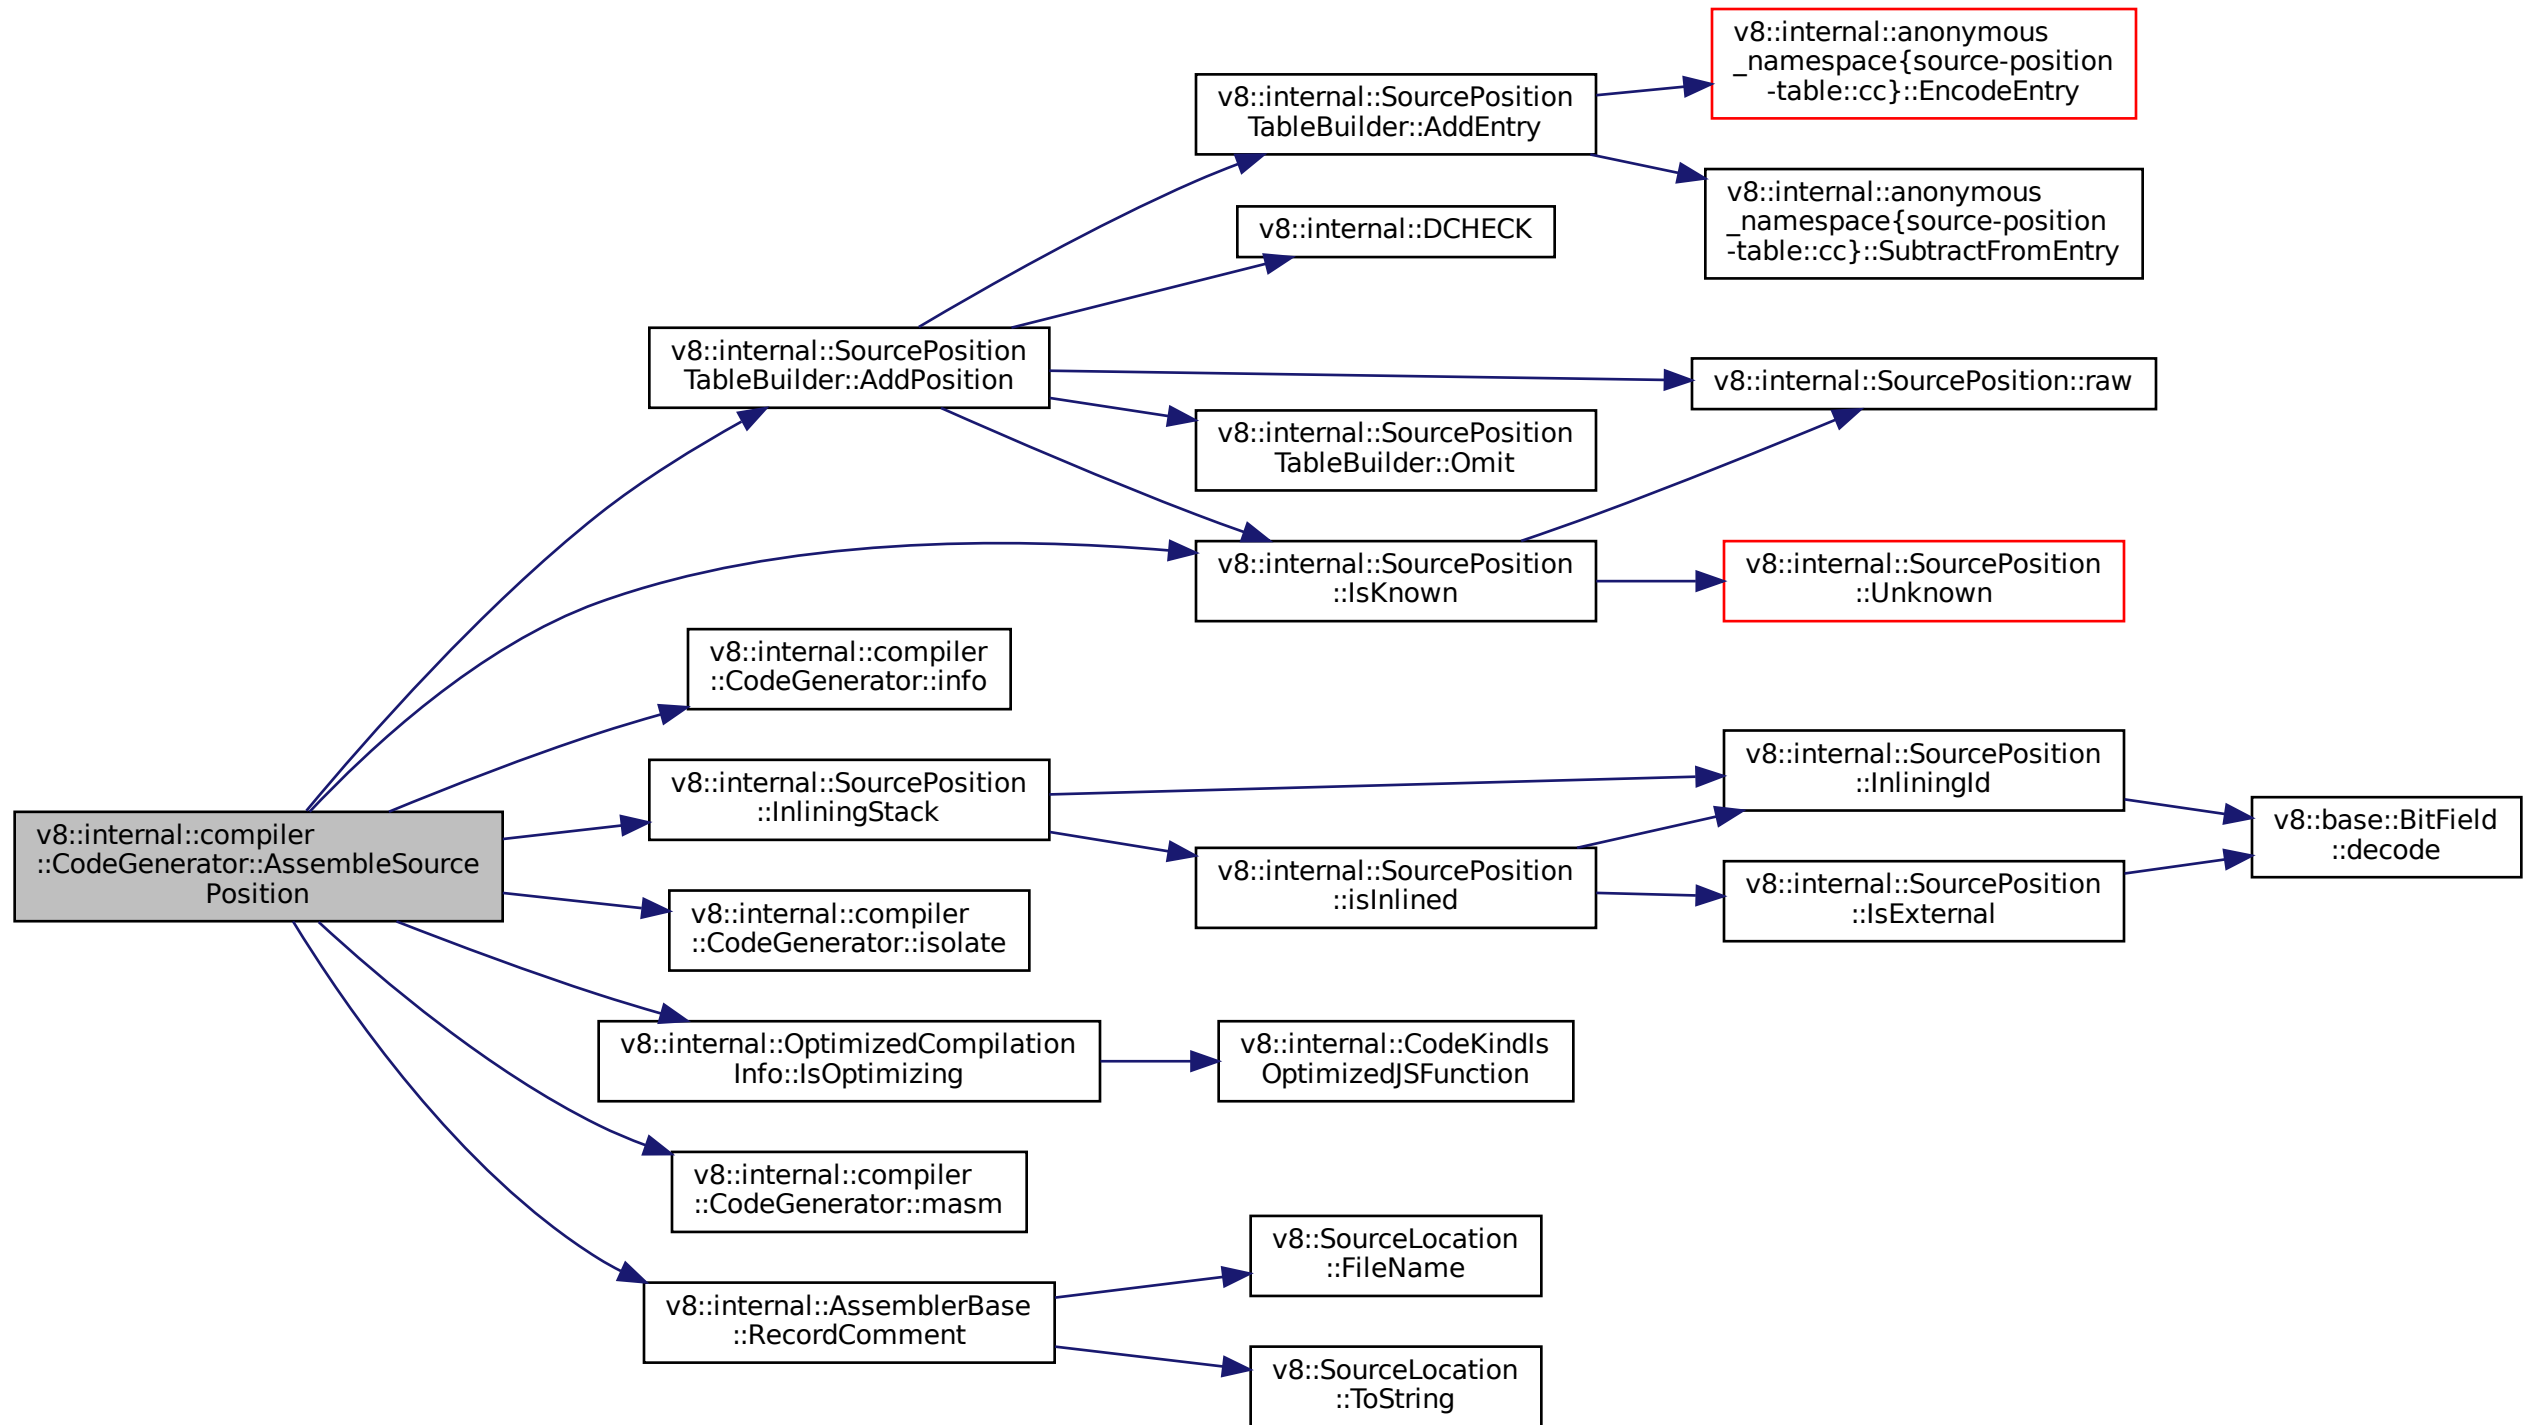 v8::internal::anonymous
_namespace{source-position
-table::cc}::EncodeEntry
v8::internal::SourcePosition
TableBuilder::AddEntry
v8::internal::anonymous
_namespace{source-position
-table::cc}::SubtractFromEntry
v8::internal::DCHECK
v8::internal::SourcePosition
TableBuilder::AddPosition
v8::internal::SourcePosition::raw
v8::internal::SourcePosition
TableBuilder::Omit
v8::internal::SourcePosition
::IsKnown
v8::internal::SourcePosition
::Unknown
v8::internal::compiler
::CodeGenerator::info
v8::internal::SourcePosition
::InliningStack
v8::internal::SourcePosition
::InliningId
v8::internal::compiler
::CodeGenerator::AssembleSource
Position
v8::base::BitField
::decode
v8::internal::SourcePosition
::isInlined
v8::internal::SourcePosition
::IsExternal
v8::internal::compiler
::CodeGenerator::isolate
v8::internal::OptimizedCompilation
Info::IsOptimizing
v8::internal::CodeKindIs
OptimizedJSFunction
v8::internal::compiler
::CodeGenerator::masm
v8::SourceLocation
::FileName
v8::internal::AssemblerBase
::RecordComment
v8::SourceLocation
::ToString